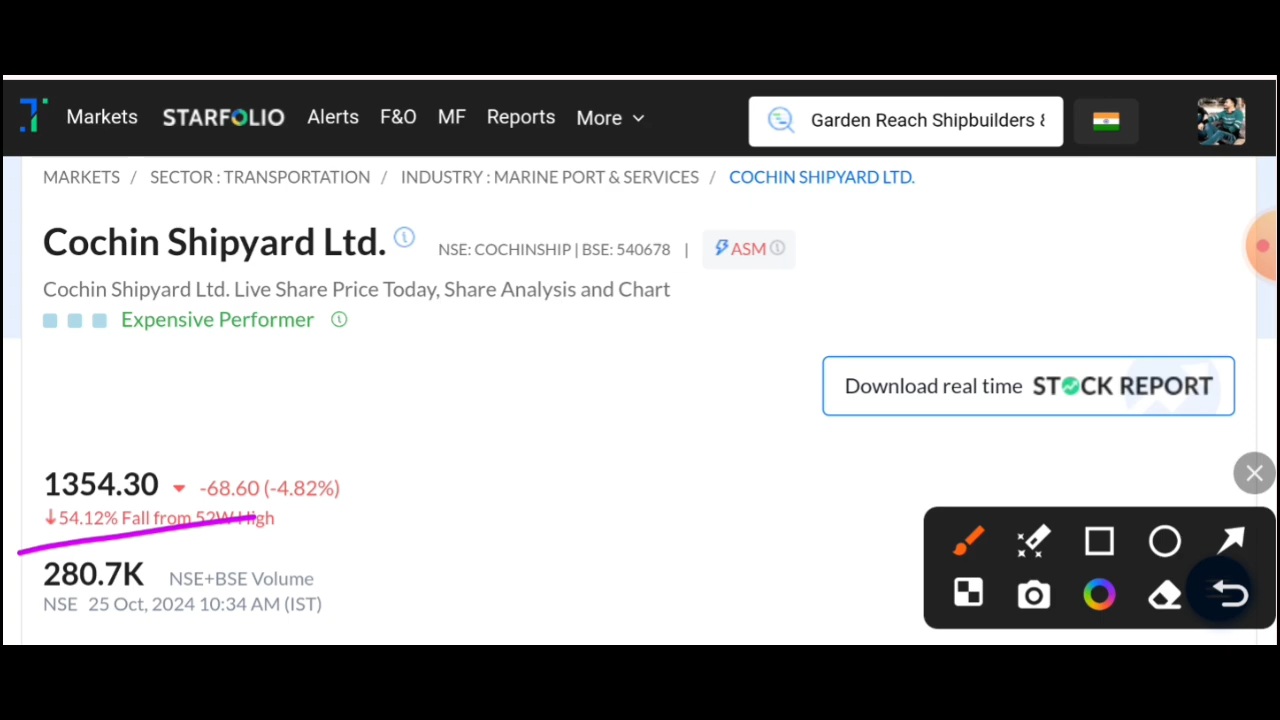 Markets STARFOLIO Alerts F&O MF Reports More Garden Reach Shipbuilders &
MARKETS / SECTOR : TRANSPORTATION / INDUSTRY : MARINE PORT & SERVICES / COCHIN SHIPYARD LTD.
Cochin Shipyard Ltd. NSE: COCHINSHIP | BSE: 540678 | ASM
Cochin Shipyard Ltd. Live Share Price Today, Share Analysis and Chart
Expensive Performer
Download real time STOCK REPORT
1354.30 -68.60 (-4.82%)
↓54.12% Fall from 52W High
280.7K NSE+BSE Volume
NSE 25 Oct, 2024 10:34 AM (IST)